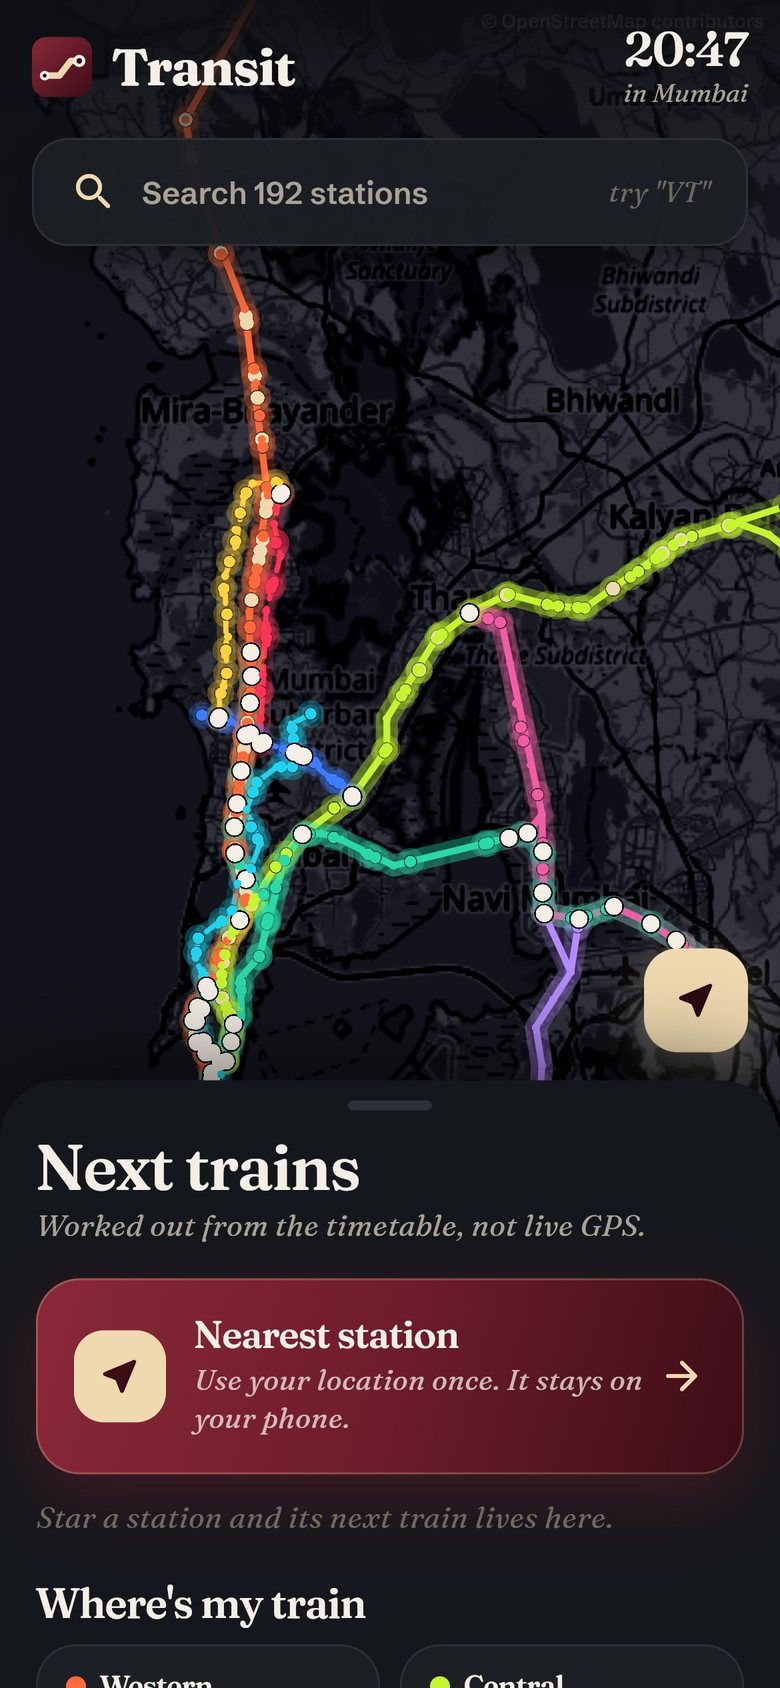 © OpenStreetMap contributors
Transit
20:47
in Mumbai
Search 192 stations
try "VT"
Sanctuary
Bhiwandi
Subdistrict
Mira-Bhayander
Bhiwandi
Kalyan
Thane Subdistrict
Mumbai
Navi Mumbai
Next trains
Worked out from the timetable, not live GPS.
Nearest station
Use your location once. It stays on
your phone.
Star a station and its next train lives here.
Where's my train
Western
Central